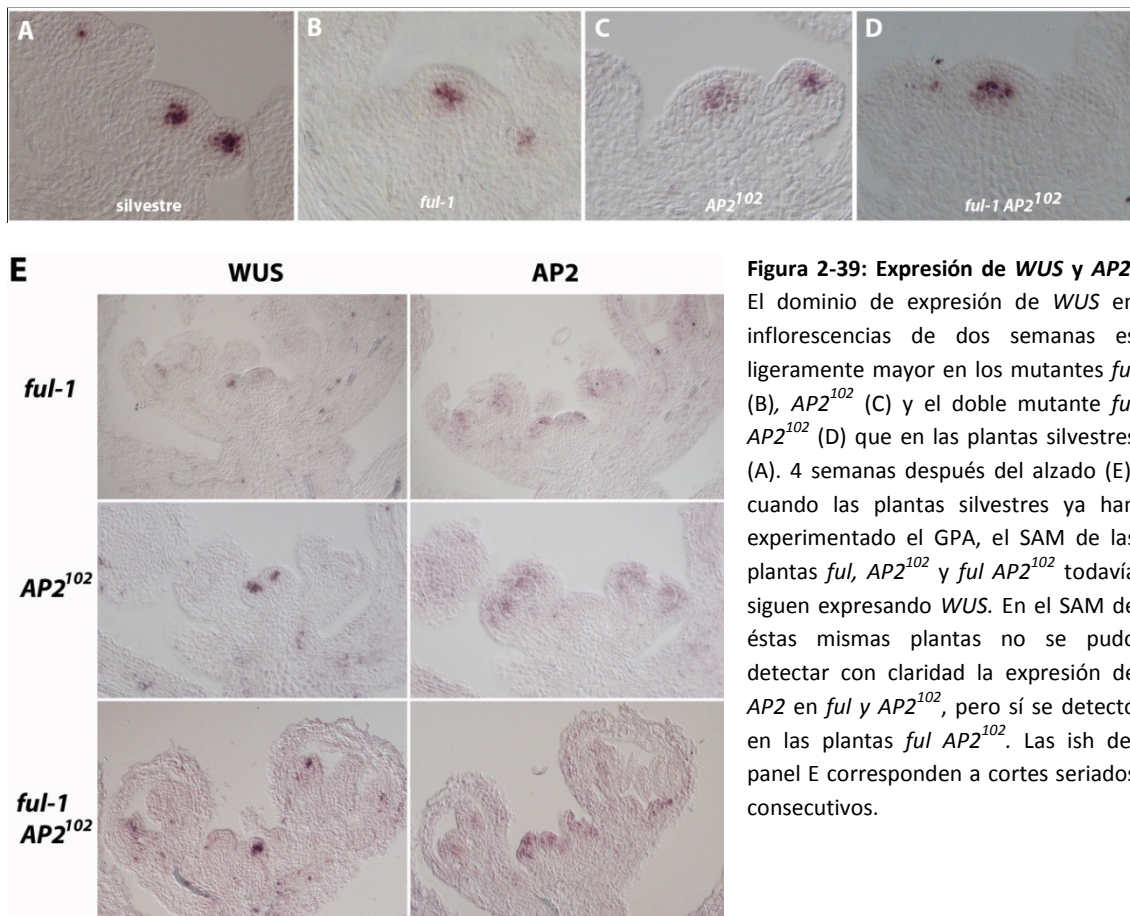 A
silvestre
B
ful-1
C
AP2¹⁰²
D
ful-1 AP2¹⁰²
E
WUS
AP2
ful-1
AP2¹⁰²
ful-1
AP2¹⁰²
Figura 2-39: Expresión de WUS y AP2
El dominio de expresión de WUS en
inflorescencias de dos semanas es
ligeramente mayor en los mutantes ful
(B), AP2¹⁰² (C) y el doble mutante ful
AP2¹⁰² (D) que en las plantas silvestres
(A). 4 semanas después del alzado (E)
cuando las plantas silvestres ya han
experimentado el GPA, el SAM de las
plantas ful, AP2¹⁰² y ful AP2¹⁰² todavía
siguen expresando WUS. En el SAM de
éstas mismas plantas no se pudo
detectar con claridad la expresión de
AP2 en ful y AP2¹⁰², pero sí se detectó
en las plantas ful AP2¹⁰². Las ish del
panel E corresponden a cortes seriados
consecutivos.